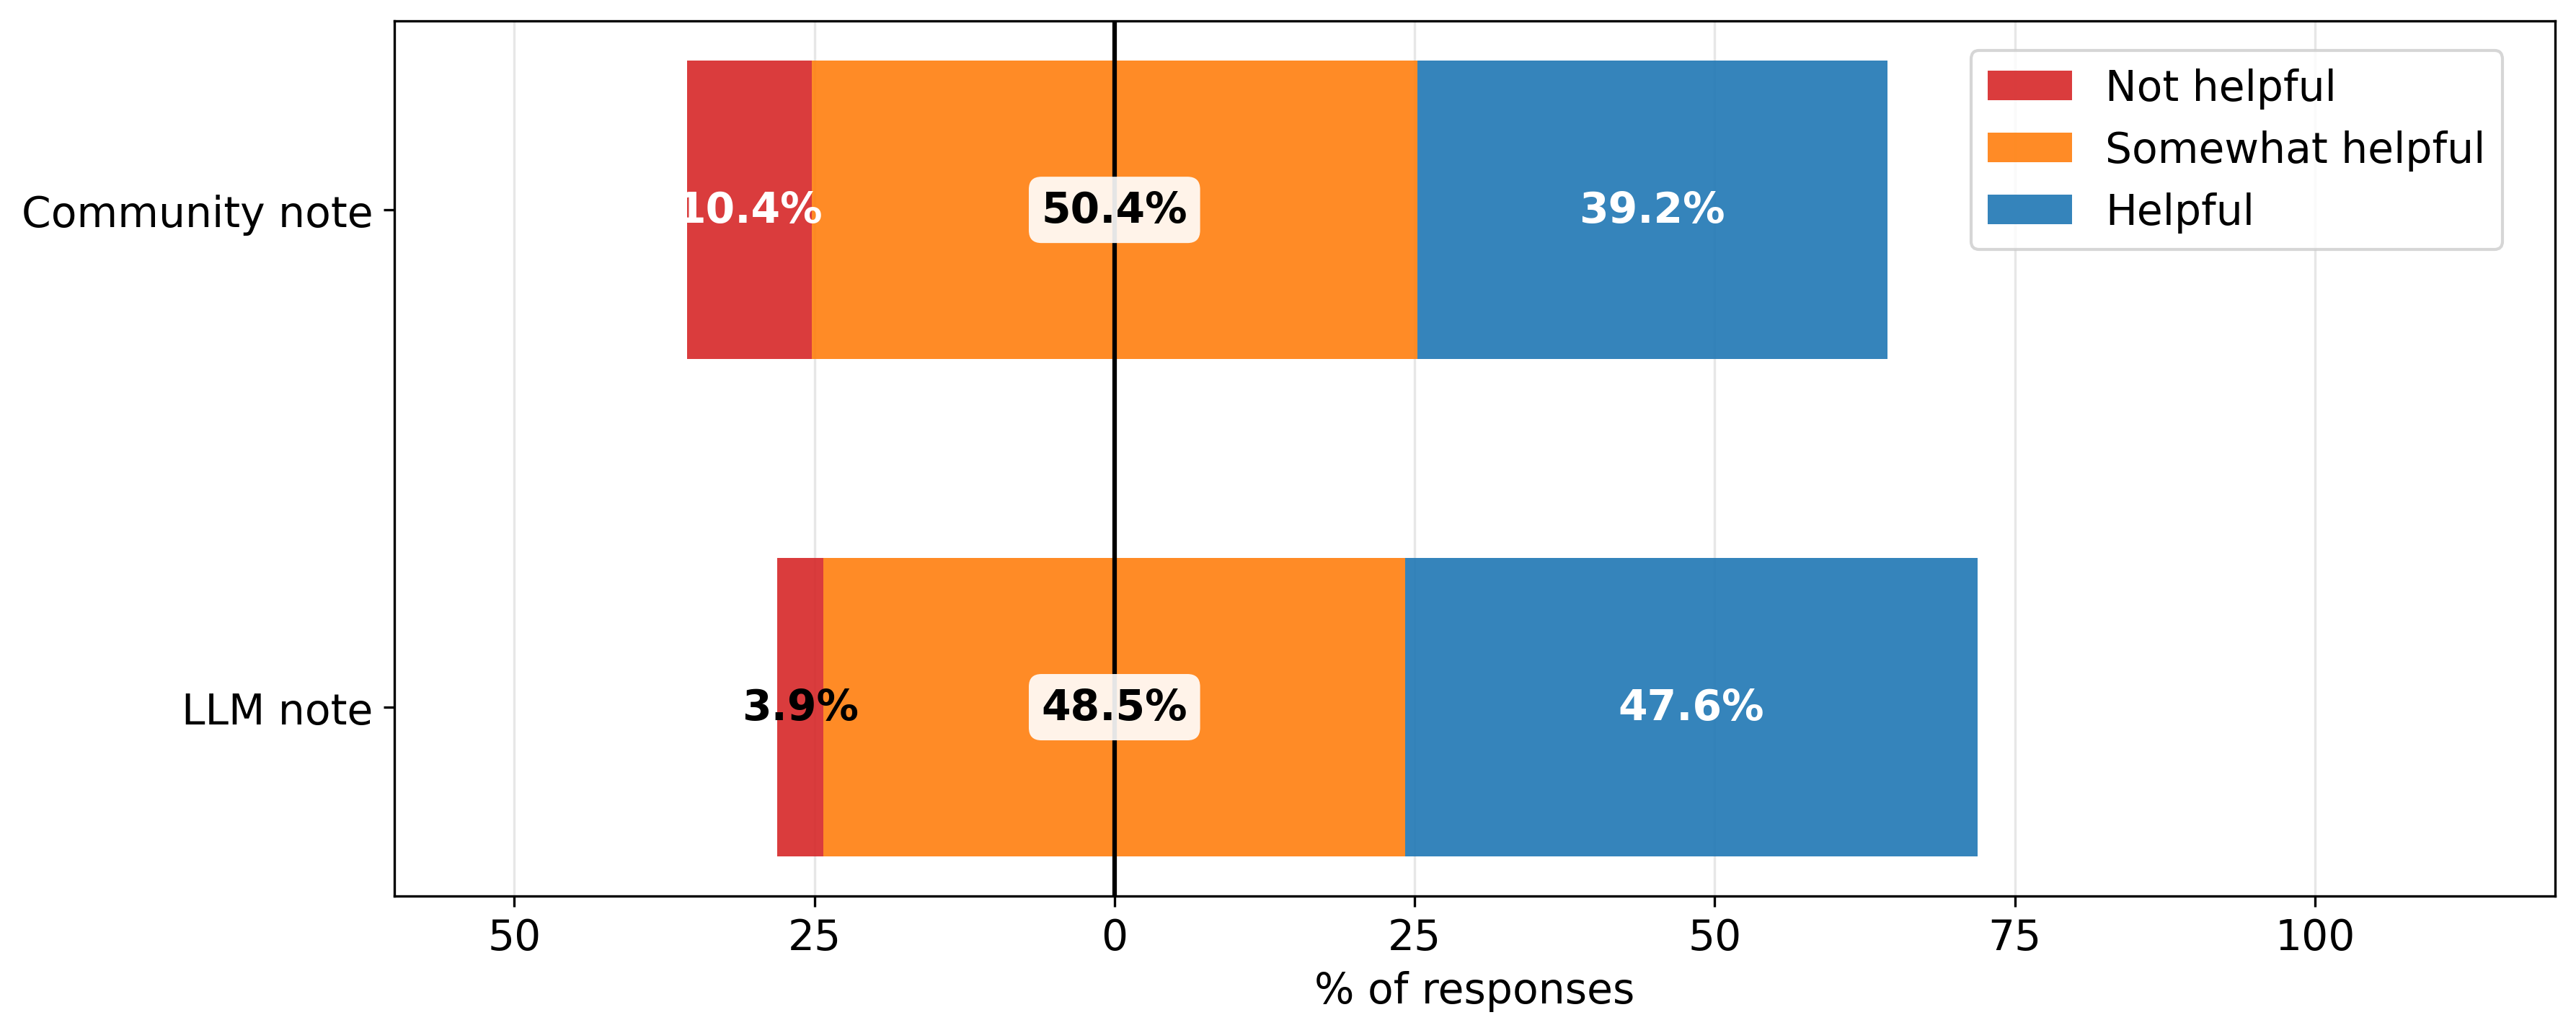 Not helpful
Somewhat helpful
Helpful
Community note
10.4%
50.4%
39.2%
LLM note
3.9%
48.5%
47.6%
50 25 0 25 50 75 100
% of responses